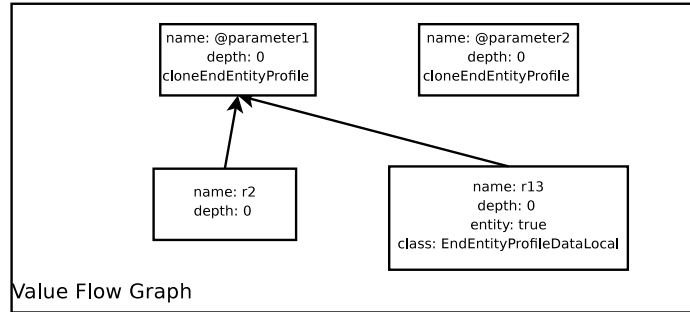 name: @parameter1
depth: 0
cloneEndEntityProfile
name: @parameter2
depth: 0
cloneEndEntityProfile
name: r2
depth: 0
name: r13
depth: 0
entity: true
class: EndEntityProfileDataLocal
Value Flow Graph